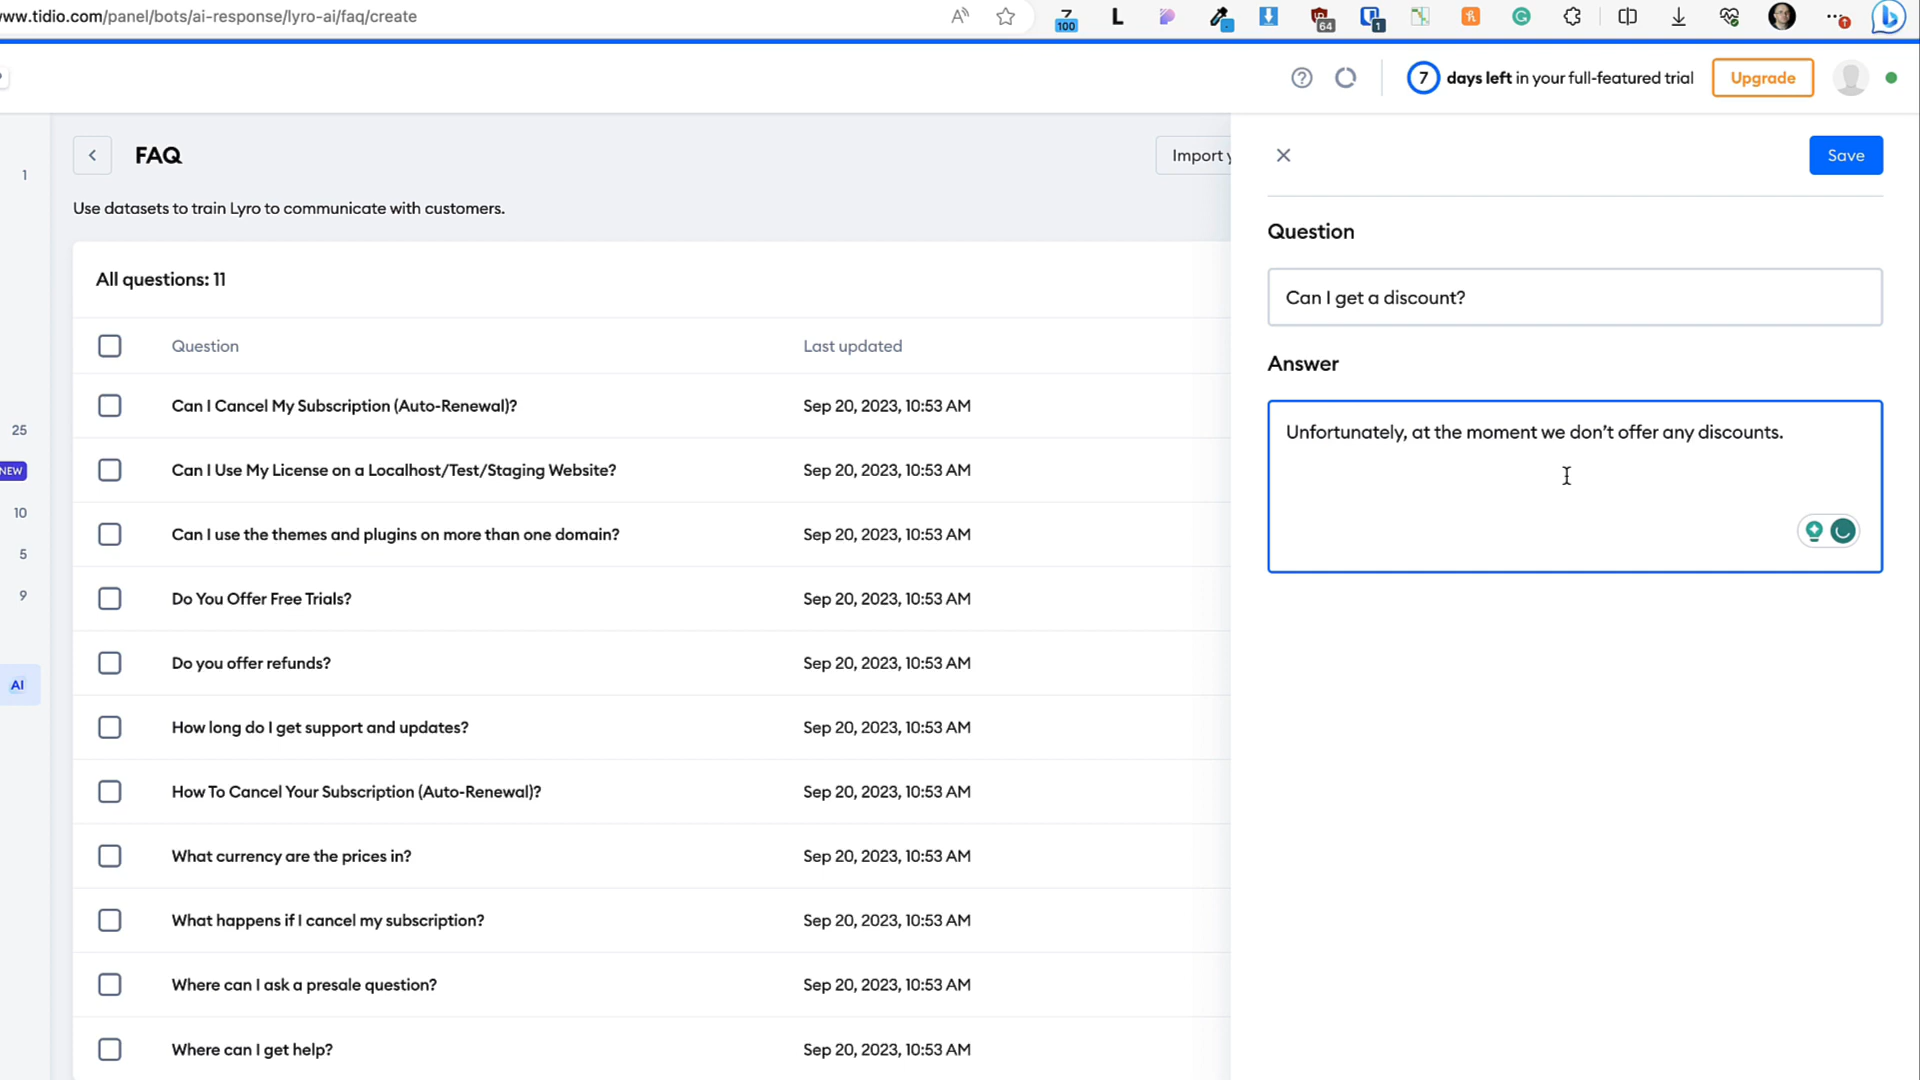 www.tidio.com/panel/bots/ai-response/lyro-ai/faq/create
A
100
L
64
1
7 days left in your full-featured trial
Upgrade
FAQ
Import y
Save
1
Use datasets to train Lyro to communicate with customers.
Question
All questions: 11
Can I get a discount?
Question
Last updated
Answer
Can I Cancel My Subscription (Auto-Renewal)?
Sep 20, 2023, 10:53 AM
Unfortunately, at the moment we don’t offer any discounts.
25
NEW
Can I Use My License on a Localhost/Test/Staging Website?
Sep 20, 2023, 10:53 AM
10
Can I use the themes and plugins on more than one domain?
Sep 20, 2023, 10:53 AM
5
9
Do You Offer Free Trials?
Sep 20, 2023, 10:53 AM
Do you offer refunds?
Sep 20, 2023, 10:53 AM
AI
How long do I get support and updates?
Sep 20, 2023, 10:53 AM
How To Cancel Your Subscription (Auto-Renewal)?
Sep 20, 2023, 10:53 AM
What currency are the prices in?
Sep 20, 2023, 10:53 AM
What happens if I cancel my subscription?
Sep 20, 2023, 10:53 AM
Where can I ask a presale question?
Sep 20, 2023, 10:53 AM
Where can I get help?
Sep 20, 2023, 10:53 AM